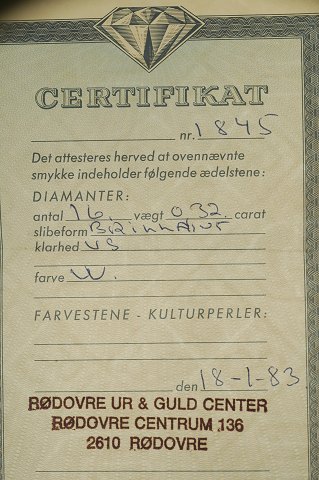 CERTIFIKAT
nr. 1845
Det attesteres herved at ovennævnte
smykke indeholder følgende ædelstene:
DIAMANTER:
antal 16 vægt 0.32 carat
slibeform Brilliant
klarhed VS
farve W.
FARVESTENE - KULTURPERLER:
den 18-1-83
RØDOVRE UR & GULD CENTER
RØDOVRE CENTRUM 136
2610 RØDOVRE